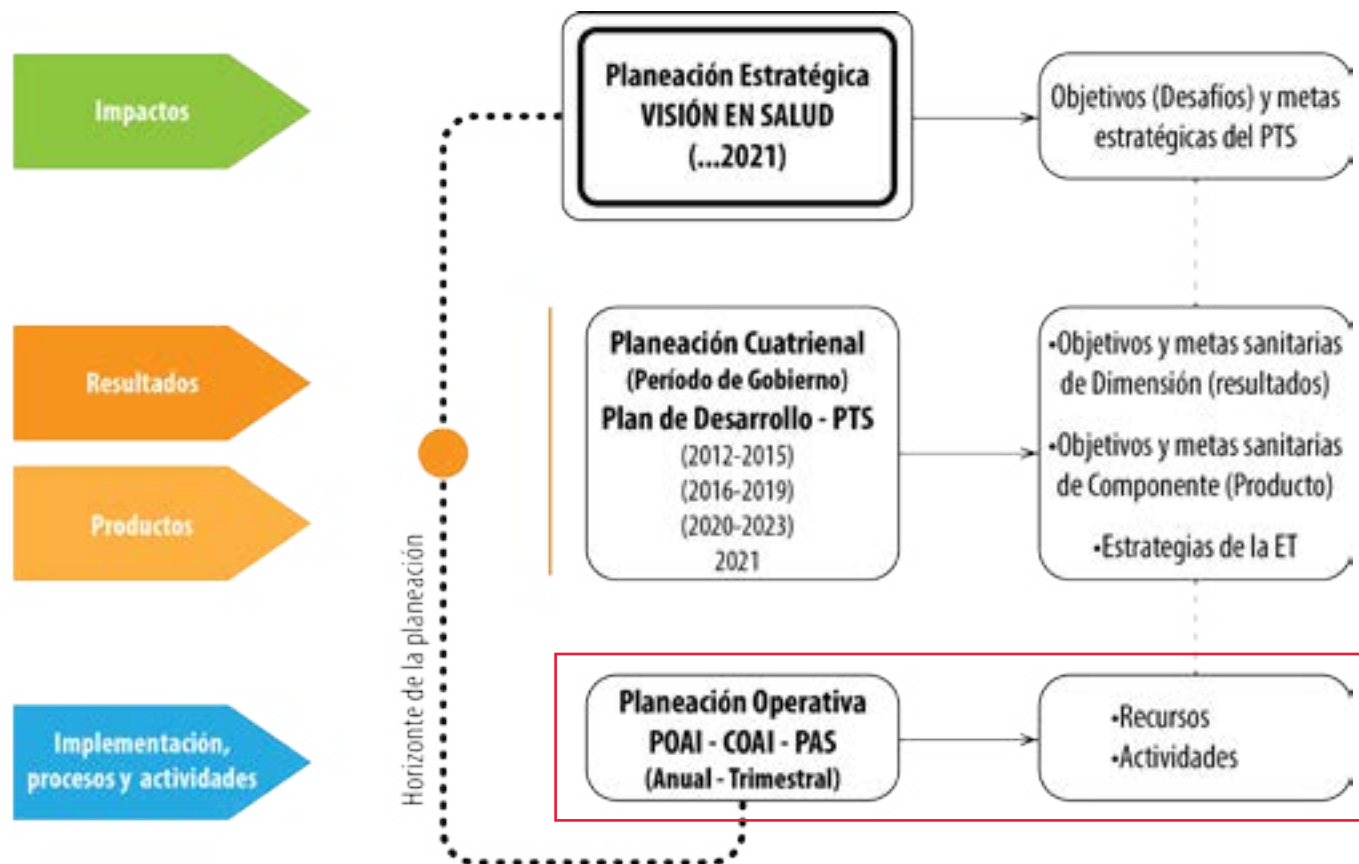 Impactos
Planeación Estratégica
VISIÓN EN SALUD
(...2021)
Objetivos (Desafíos) y metas
estratégicas del PTS
Resultados
Productos
Horizonte de la planeación
Planeación Cuatrienal
(Período de Gobierno)
Plan de Desarrollo - PTS
(2012-2015)
(2016-2019)
(2020-2023)
2021
•Objetivos y metas sanitarias
de Dimensión (resultados)
•Objetivos y metas sanitarias
de Componente (Producto)
•Estrategias de la ET
Implementación,
procesos y actividades
Planeación Operativa
POAI - COAI - PAS
(Anual - Trimestral)
•Recursos
•Actividades